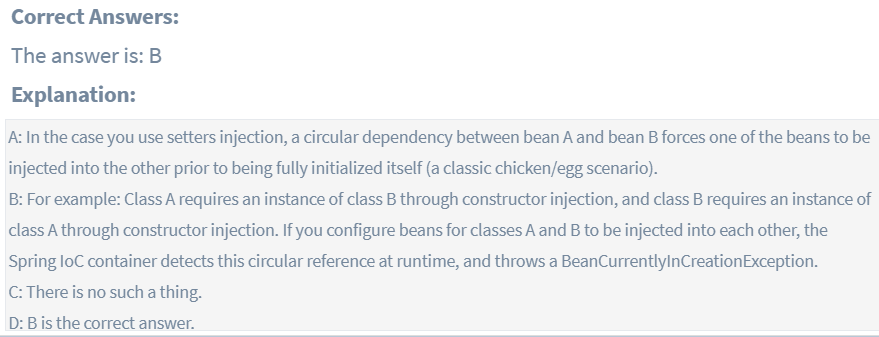 Correct Answers:
The answer is: B
Explanation:
A: In the case you use setters injection, a circular dependency between bean A and bean B forces one of the beans to be
injected into the other prior to being fully initialized itself (a classic chicken/egg scenario).
B: For example: Class A requires an instance of class B through constructor injection, and class B requires an instance of
class A through constructor injection. If you configure beans for classes A and B to be injected into each other, the
Spring IoC container detects this circular reference at runtime, and throws a BeanCurrentlyInCreationException.
C: There is no such a thing.
D: B is the correct answer.